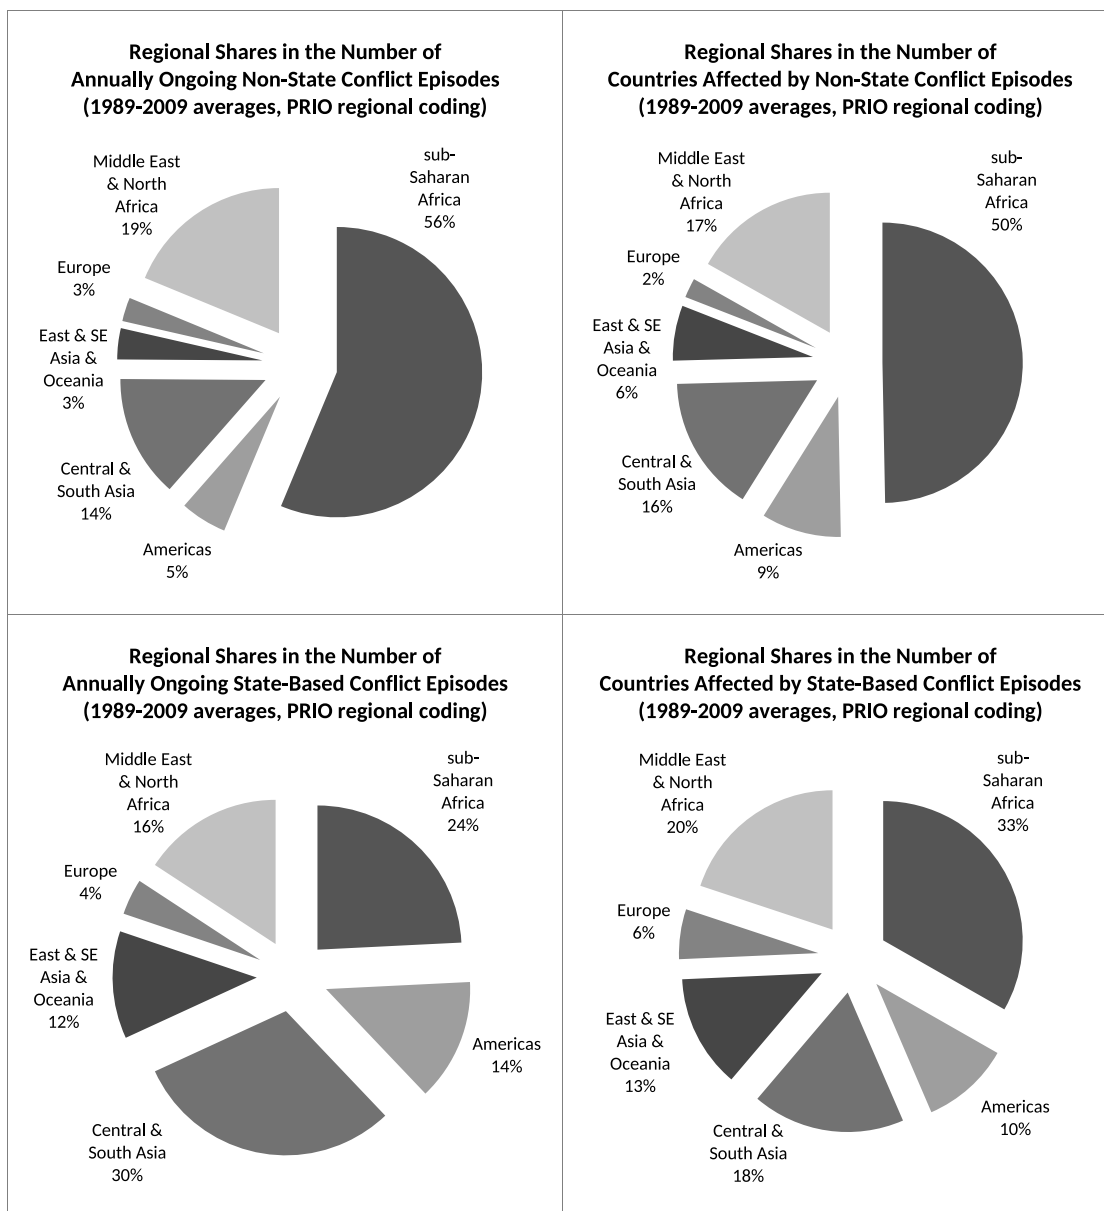 Regional Shares in the Number of
Annually Ongoing Non-State Conflict Episodes
(1989-2009 averages, PRIO regional coding)
Middle East
& North
Africa
19%
sub-
Saharan
Africa
56%
Europe
3%
East & SE
Asia &
Oceania
3%
Central &
South Asia
14%
Americas
5%
Regional Shares in the Number of
Countries Affected by Non-State Conflict Episodes
(1989-2009 averages, PRIO regional coding)
Middle East
& North
Africa
17%
sub-
Saharan
Africa
50%
Europe
2%
East & SE
Asia &
Oceania
6%
Central &
South Asia
16%
Americas
9%
Regional Shares in the Number of
Annually Ongoing State-Based Conflict Episodes
(1989-2009 averages, PRIO regional coding)
Middle East
& North
Africa
16%
sub-
Saharan
Africa
24%
Europe
4%
East & SE
Asia &
Oceania
12%
Americas
14%
Central &
South Asia
30%
Regional Shares in the Number of
Countries Affected by State-Based Conflict Episodes
(1989-2009 averages, PRIO regional coding)
Middle East
& North
Africa
20%
sub-
Saharan
Africa
33%
Europe
6%
East & SE
Asia &
Oceania
13%
Americas
10%
Central &
South Asia
18%